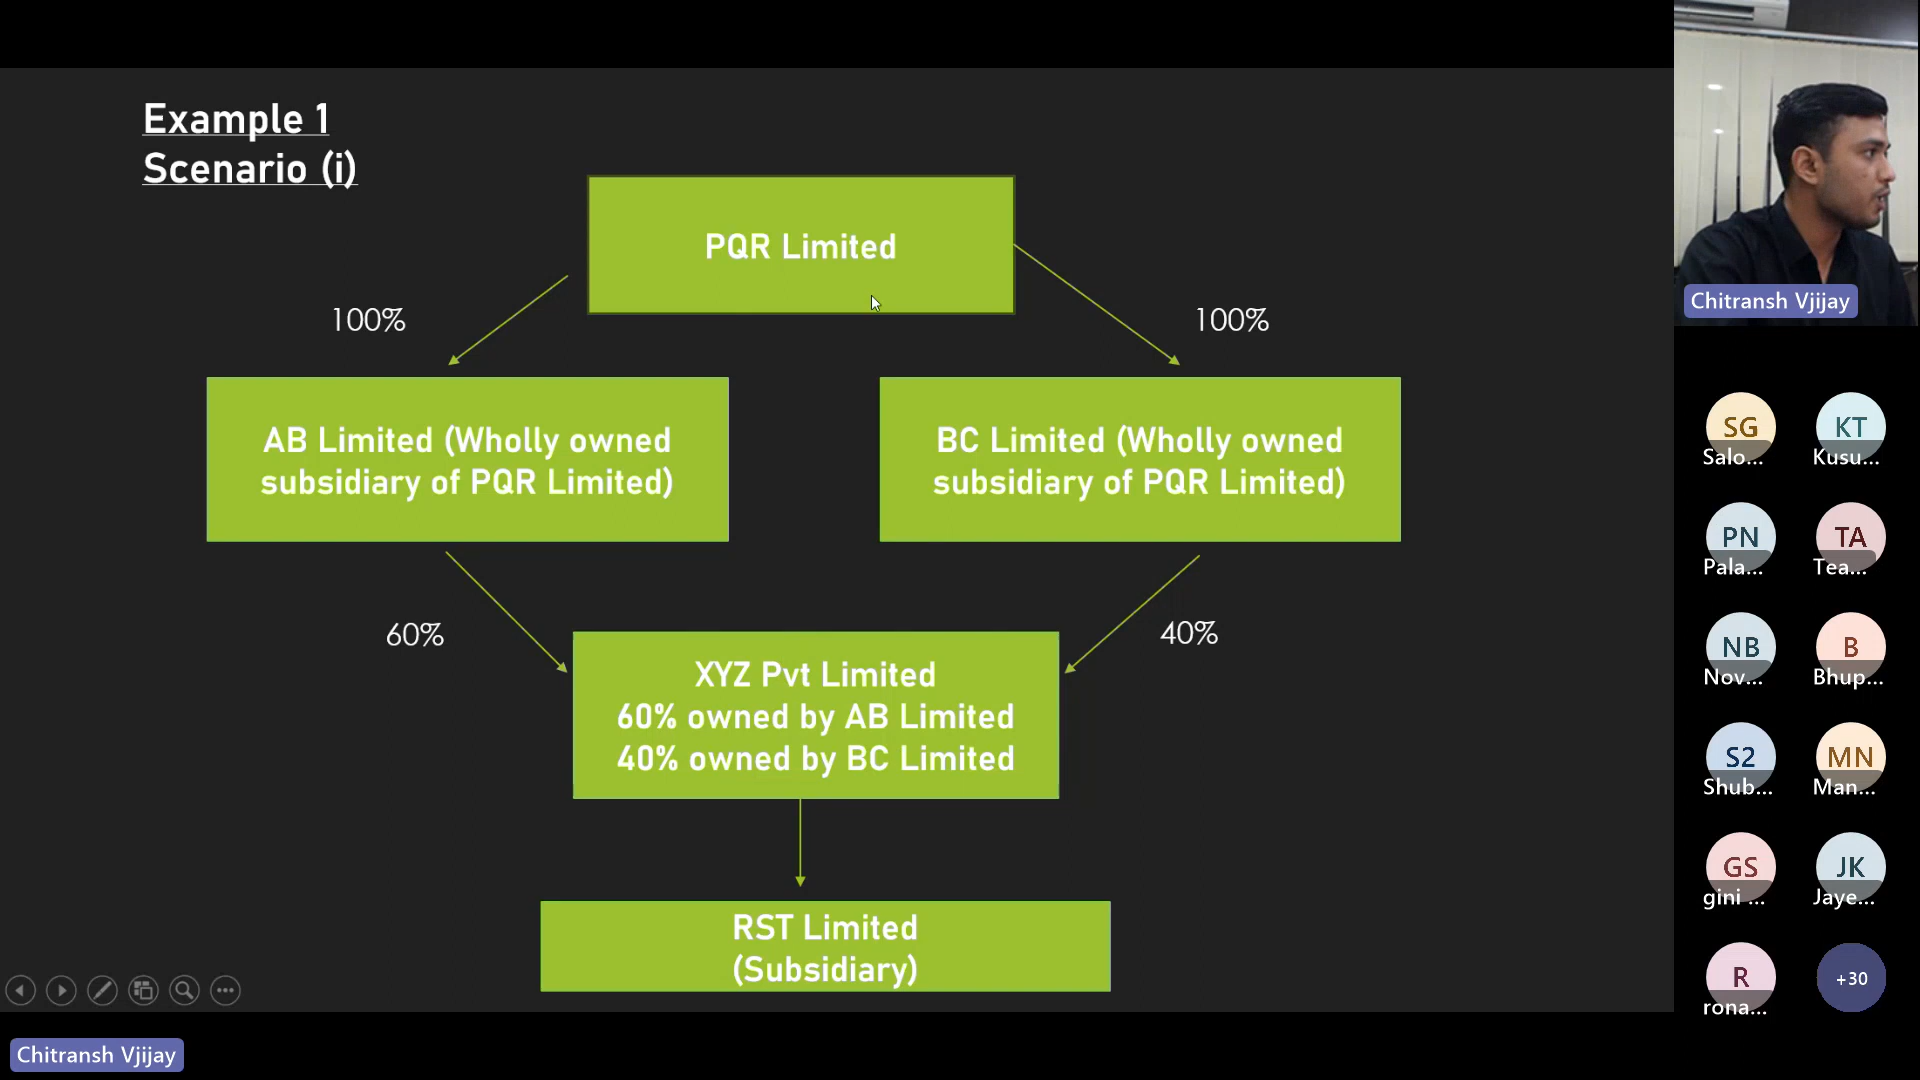 Example 1
Scenario (i)
PQR Limited
100%
100%
AB Limited (Wholly owned
subsidiary of PQR Limited)
BC Limited (Wholly owned
subsidiary of PQR Limited)
60%
40%
XYZ Pvt Limited
60% owned by AB Limited
40% owned by BC Limited
RST Limited
(Subsidiary)
Chitransh Vjijay
Chitransh Vjijay
SG
Salo...
KT
Kusu...
PN
Pala...
TA
Tea...
NB
Nov...
B
Bhup...
S2
Shub...
MN
Man...
GS
gini ...
JK
Jaye...
R
rona...
+30